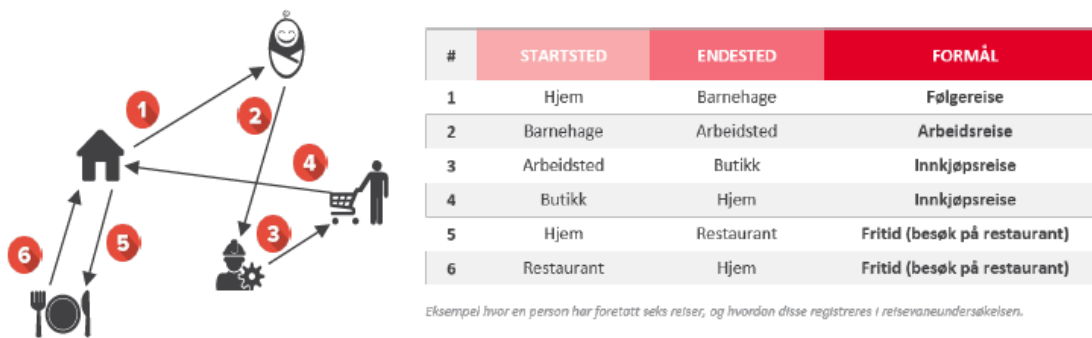 1
2
3
4
5
6
# STARTSTED ENDESTED FORMÅL
1 Hjem Barnehage Følgereise
2 Barnehage Arbeidsted Arbeidsreise
3 Arbeidsted Butikk Innkjøpsreise
4 Butikk Hjem Innkjøpsreise
5 Hjem Restaurant Fritid (besøk på restaurant)
6 Restaurant Hjem Fritid (besøk på restaurant)
Eksempel hvor en person har foretatt seks reiser, og hvordan disse registreres i reisevaneundersøkelsen.